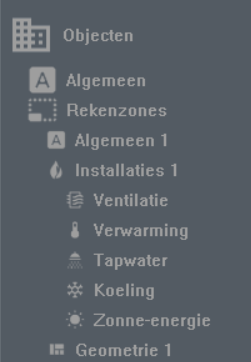 Objecten
A Algemeen
Rekenzones
A Algemeen 1
Installaties 1
Ventilatie
Verwarming
Tapwater
Koeling
Zonne-energie
Geometrie 1